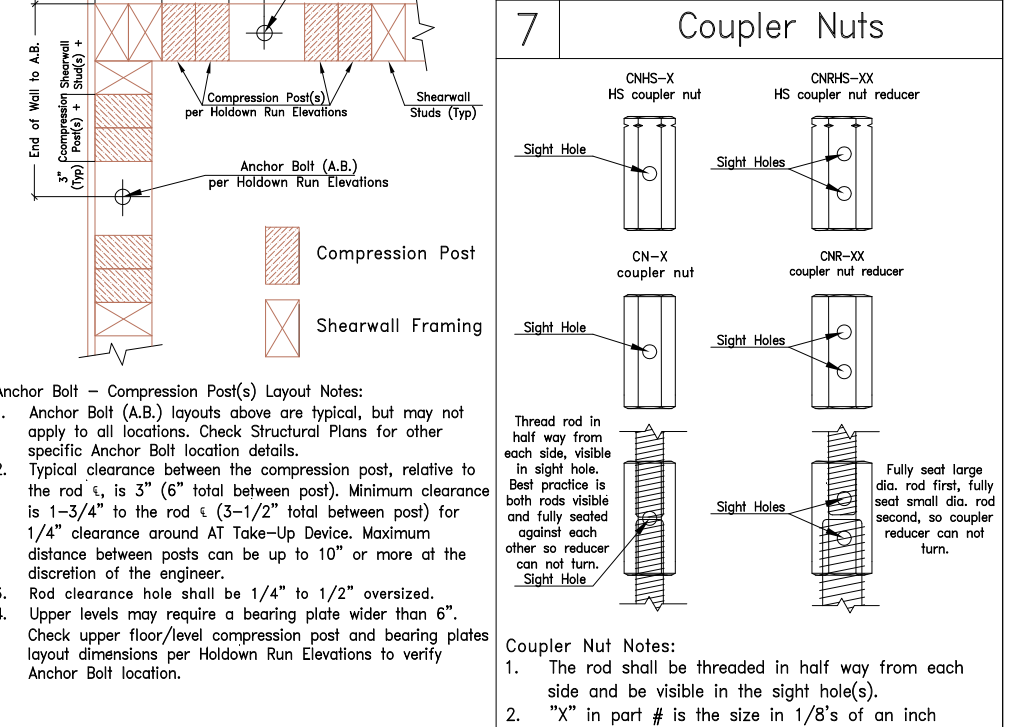 End of Wall to A.B.
Shearwall
Stud(s) +
Ccompression
Post(s) +
3"
(Typ)
Compression Post(s)
per Holdown Run Elevations
Shearwall
Studs (Typ)
Anchor Bolt (A.B.)
per Holdown Run Elevations
Compression Post
Shearwall Framing
Anchor Bolt – Compression Post(s) Layout Notes:
. Anchor Bolt (A.B.) layouts above are typical, but may not
apply to all locations. Check Structural Plans for other
specific Anchor Bolt location details.
2. Typical clearance between the compression post, relative to
the rod ℄, is 3" (6" total between post). Minimum clearance
is 1-3/4" to the rod ℄ (3-1/2" total between post) for
1/4" clearance around AT Take-Up Device. Maximum
distance between posts can be up to 10" or more at the
discretion of the engineer.
3. Rod clearance hole shall be 1/4" to 1/2" oversized.
4. Upper levels may require a bearing plate wider than 6".
Check upper floor/level compression post and bearing plates
layout dimensions per Holdown Run Elevations to verify
Anchor Bolt location.
7
Coupler Nuts
CNHS-X
HS coupler nut
CNRHS-XX
HS coupler nut reducer
Sight Hole
Sight Holes
CN-X
coupler nut
CNR-XX
coupler nut reducer
Sight Hole
Sight Holes
Thread rod in
half way from
each side, visible
in sight hole.
Best practice is
both rods visible
and fully seated
against each
other so reducer
can not turn.
Sight Hole
Sight Holes
Fully seat large
dia. rod first, fully
seat small dia. rod
second, so coupler
reducer can not
turn.
Coupler Nut Notes:
1. The rod shall be threaded in half way from each
side and be visible in the sight hole(s).
2. "X" in part # is the size in 1/8's of an inch